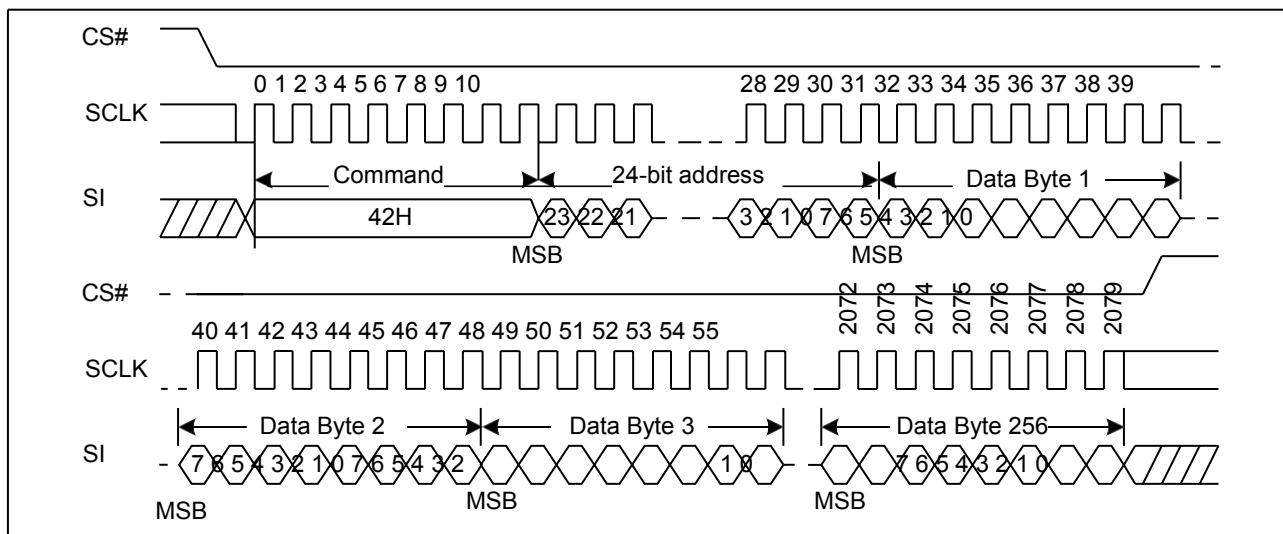 CS#
0 1 2 3 4 5 6 7 8 9 10 28 29 30 31 32 33 34 35 36 37 38 39
SCLK
Command 24-bit address Data Byte 1
SI
42H 23 22 21 3 2 1 0 7 6 5 4 3 2 1 0
MSB MSB
CS#
2072 2073 2074 2075 2076 2077 2078 2079
40 41 42 43 44 45 46 47 48 49 50 51 52 53 54 55
SCLK
Data Byte 2 Data Byte 3 Data Byte 256
SI
7 6 5 4 3 2 1 0 7 6 5 4 3 2 1 0 7 6 5 4 3 2 1 0
MSB MSB MSB